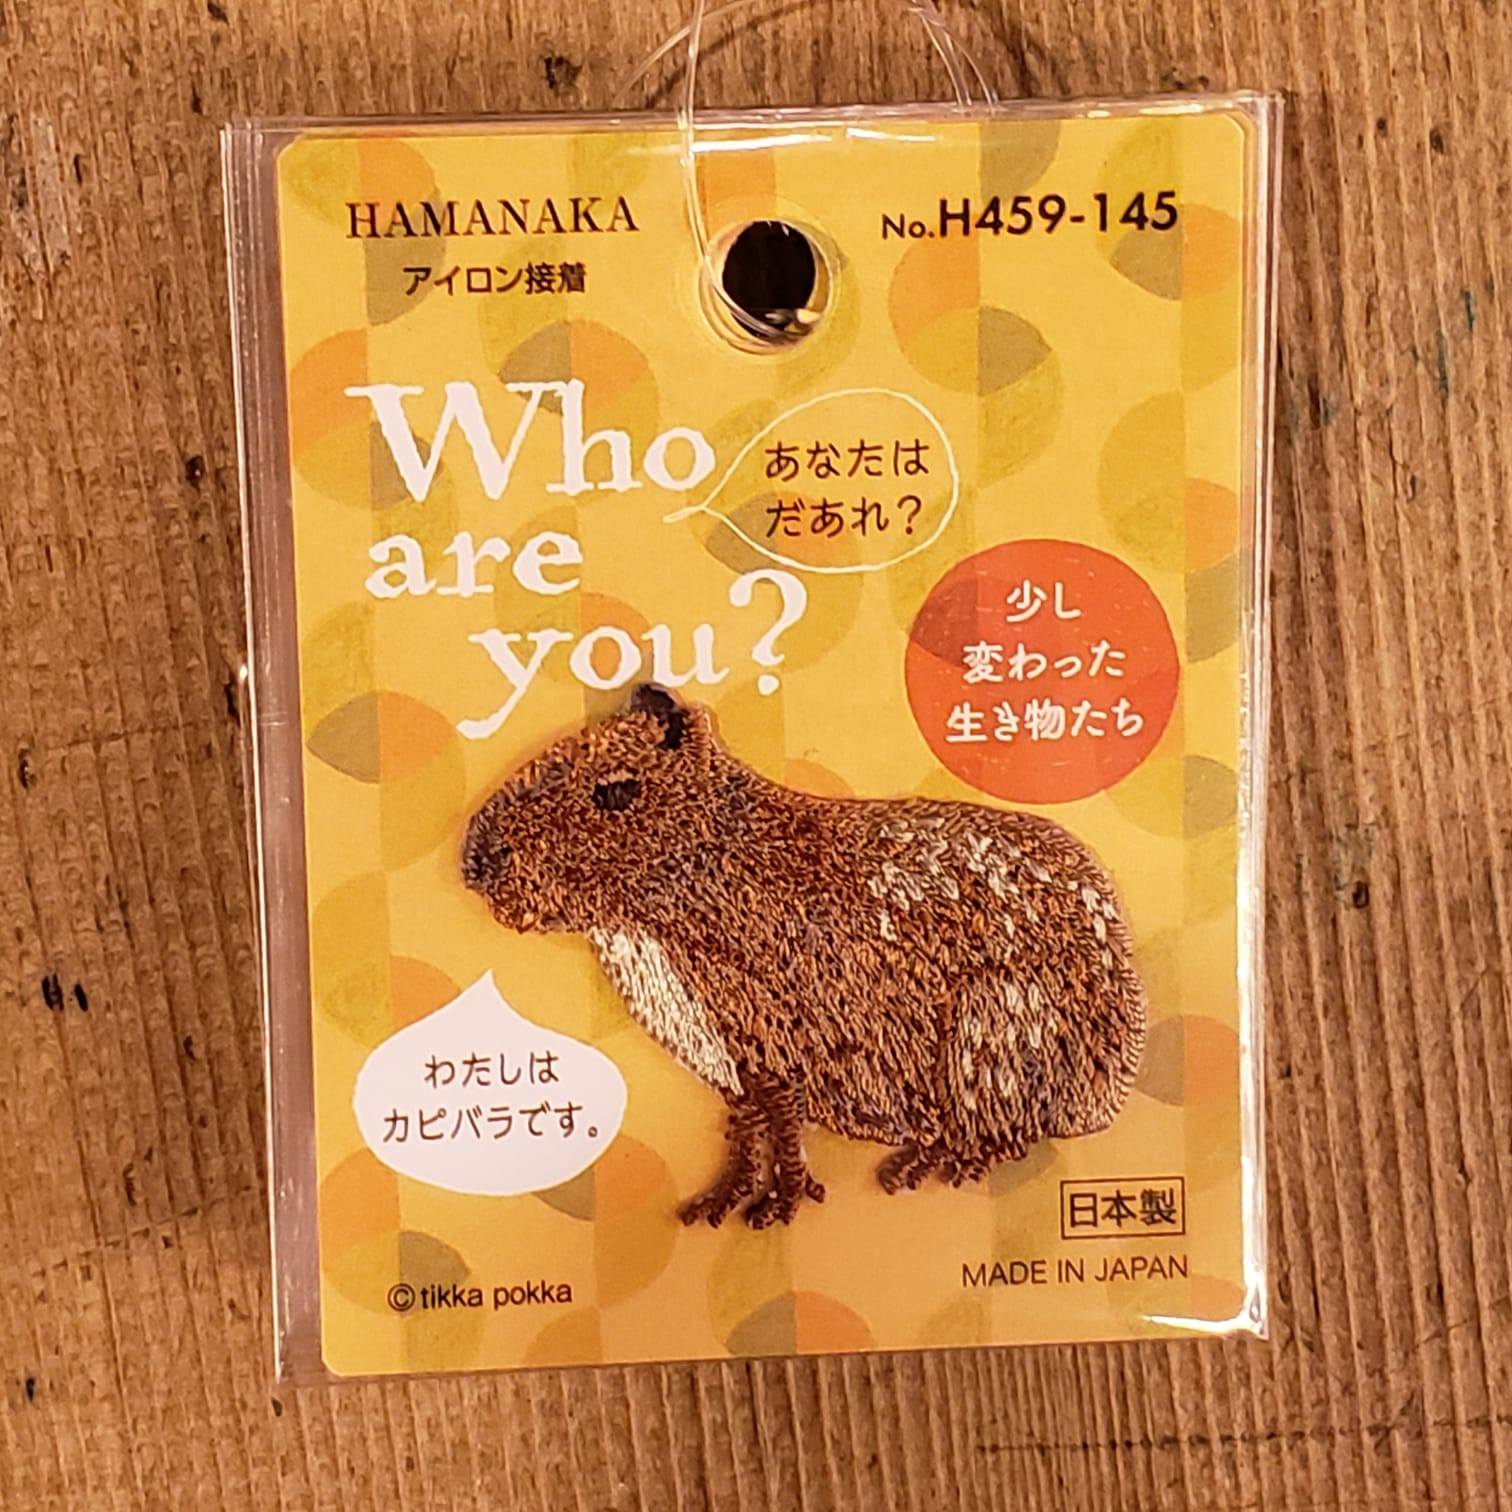 HAMANAKA
アイロン接着
No.H459-145
Who
are
you?
あなたは
だあれ?
少し
変わった
生き物たち
わたしは
カピバラです。
日本製
MADE IN JAPAN
©tikka pokka